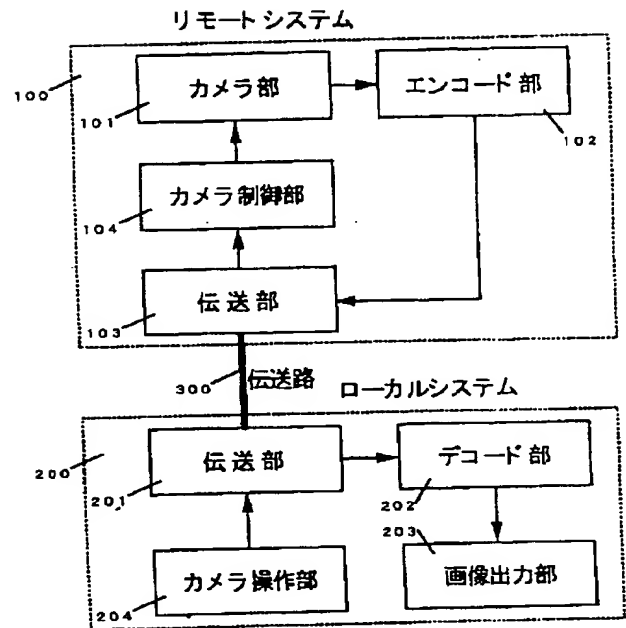 リモートシステム
100
カメラ部
101
エンコード部
102
カメラ制御部
104
伝送部
103
300
伝送路
ローカルシステム
200
伝送部
201
デコード部
202
203
カメラ操作部
204
画像出力部